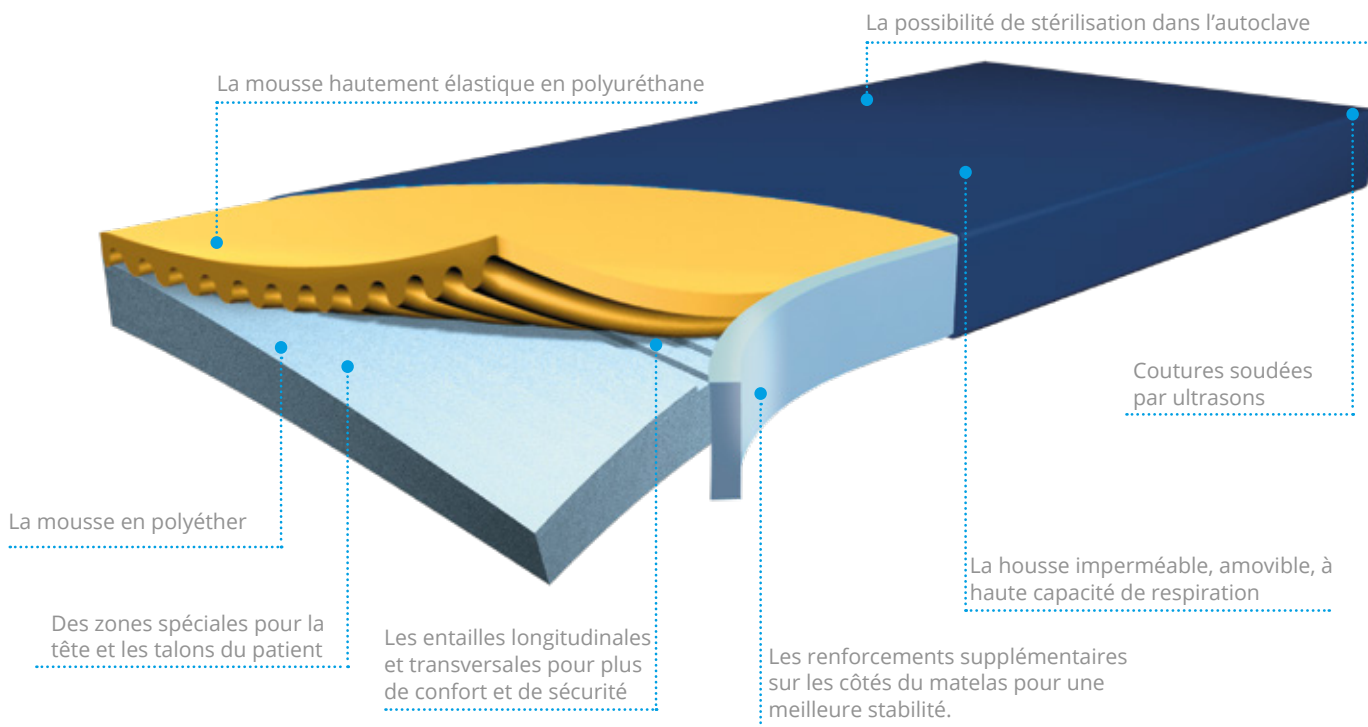 La possibilité de stérilisation dans l’autoclave
La mousse hautement élastique en polyuréthane
Coutures soudées
par ultrasons
La mousse en polyéther
La housse imperméable, amovible, à
haute capacité de respiration
Des zones spéciales pour la
tête et les talons du patient
Les entailles longitudinales
et transversales pour plus
de confort et de sécurité
Les renforcements supplémentaires
sur les côtés du matelas pour une
meilleure stabilité.